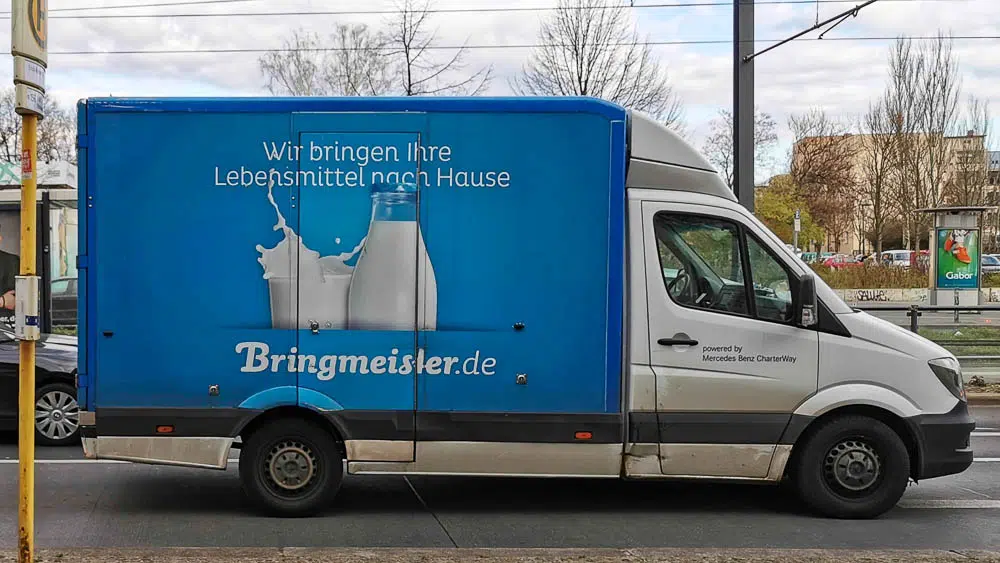 Wir bringen Ihre
Lebensmittel nach Hause
Bringmeister.de
powered by
Mercedes Benz CharterWay
Gabor